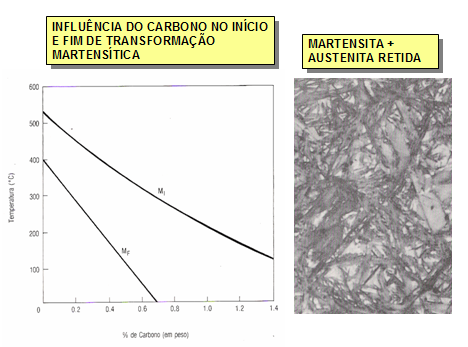 INFLUÊNCIA DO CARBONO NO INÍCIO
E FIM DE TRANSFORMAÇÃO
MARTENSÍTICA
MARTENSITA +
AUSTENITA RETIDA
Temperatura (°C)
600
500
400
300
200
100
MI
MF
0
0.2
0.4
0.6
0.8
1.0
1.2
1.4
% de Carbono (em peso)